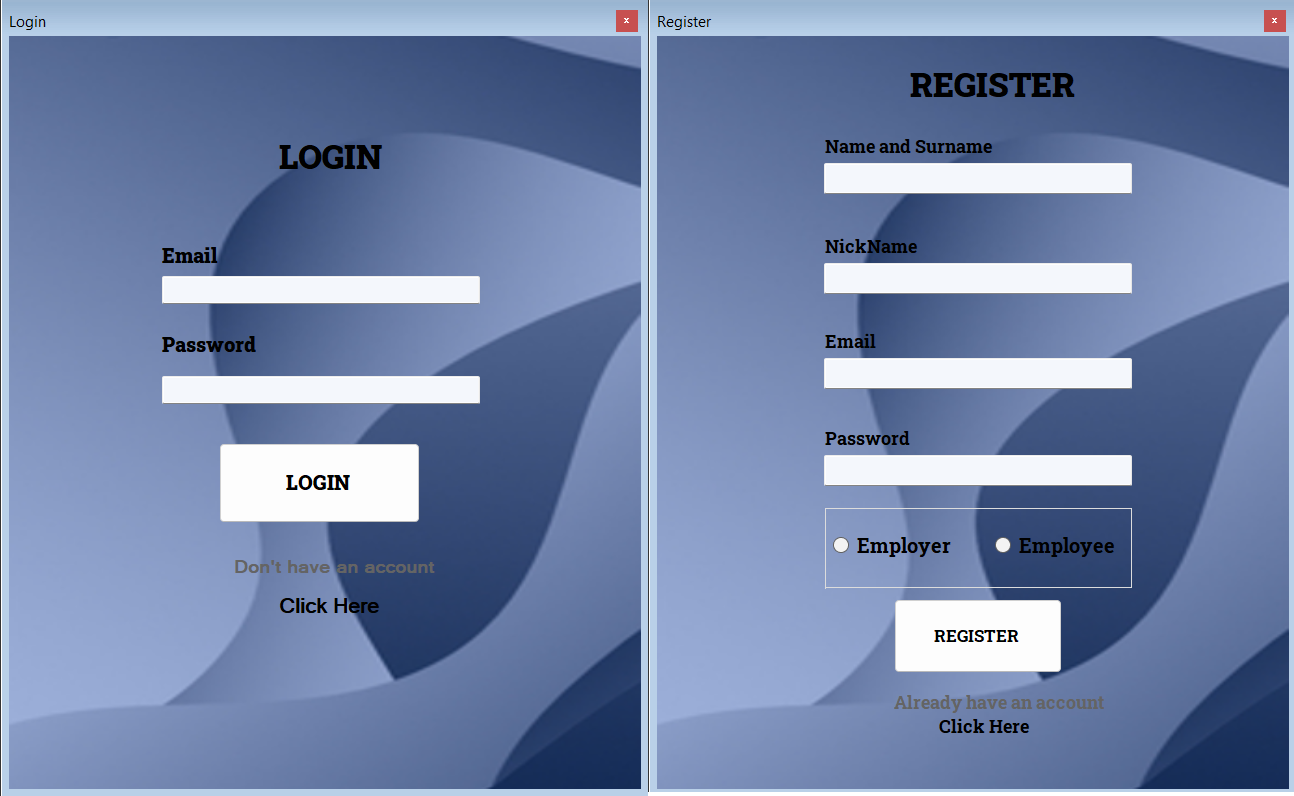 Login
x
LOGIN
Email
Password
LOGIN
Don't have an account
Click Here
Register
x
REGISTER
Name and Surname
NickName
Email
Password
Employer
Employee
REGISTER
Already have an account
Click Here